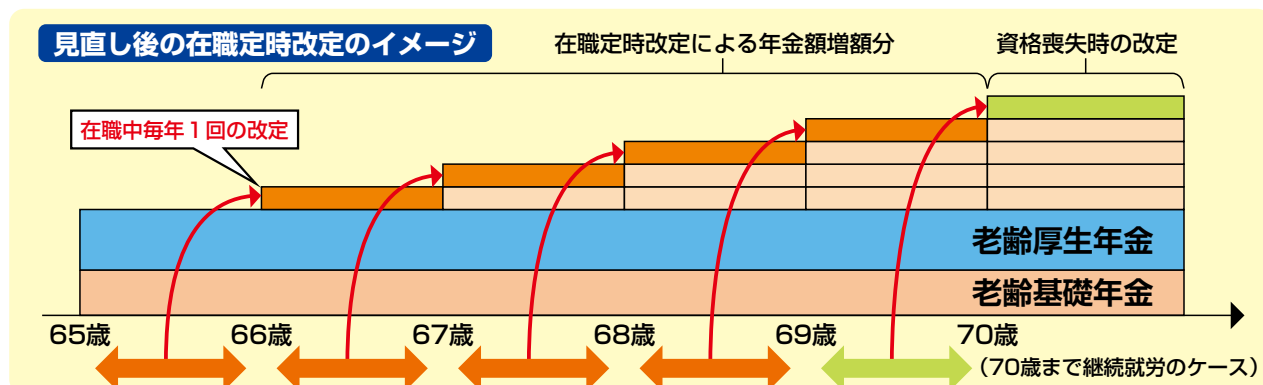 見直し後の在職定時改定のイメージ
在職定時改定による年金額増額分
資格喪失時の改定
在職中毎年1回の改定
老齢厚生年金
老齢基礎年金
65歳
66歳
67歳
68歳
69歳
70歳
(70歳まで継続就労のケース)